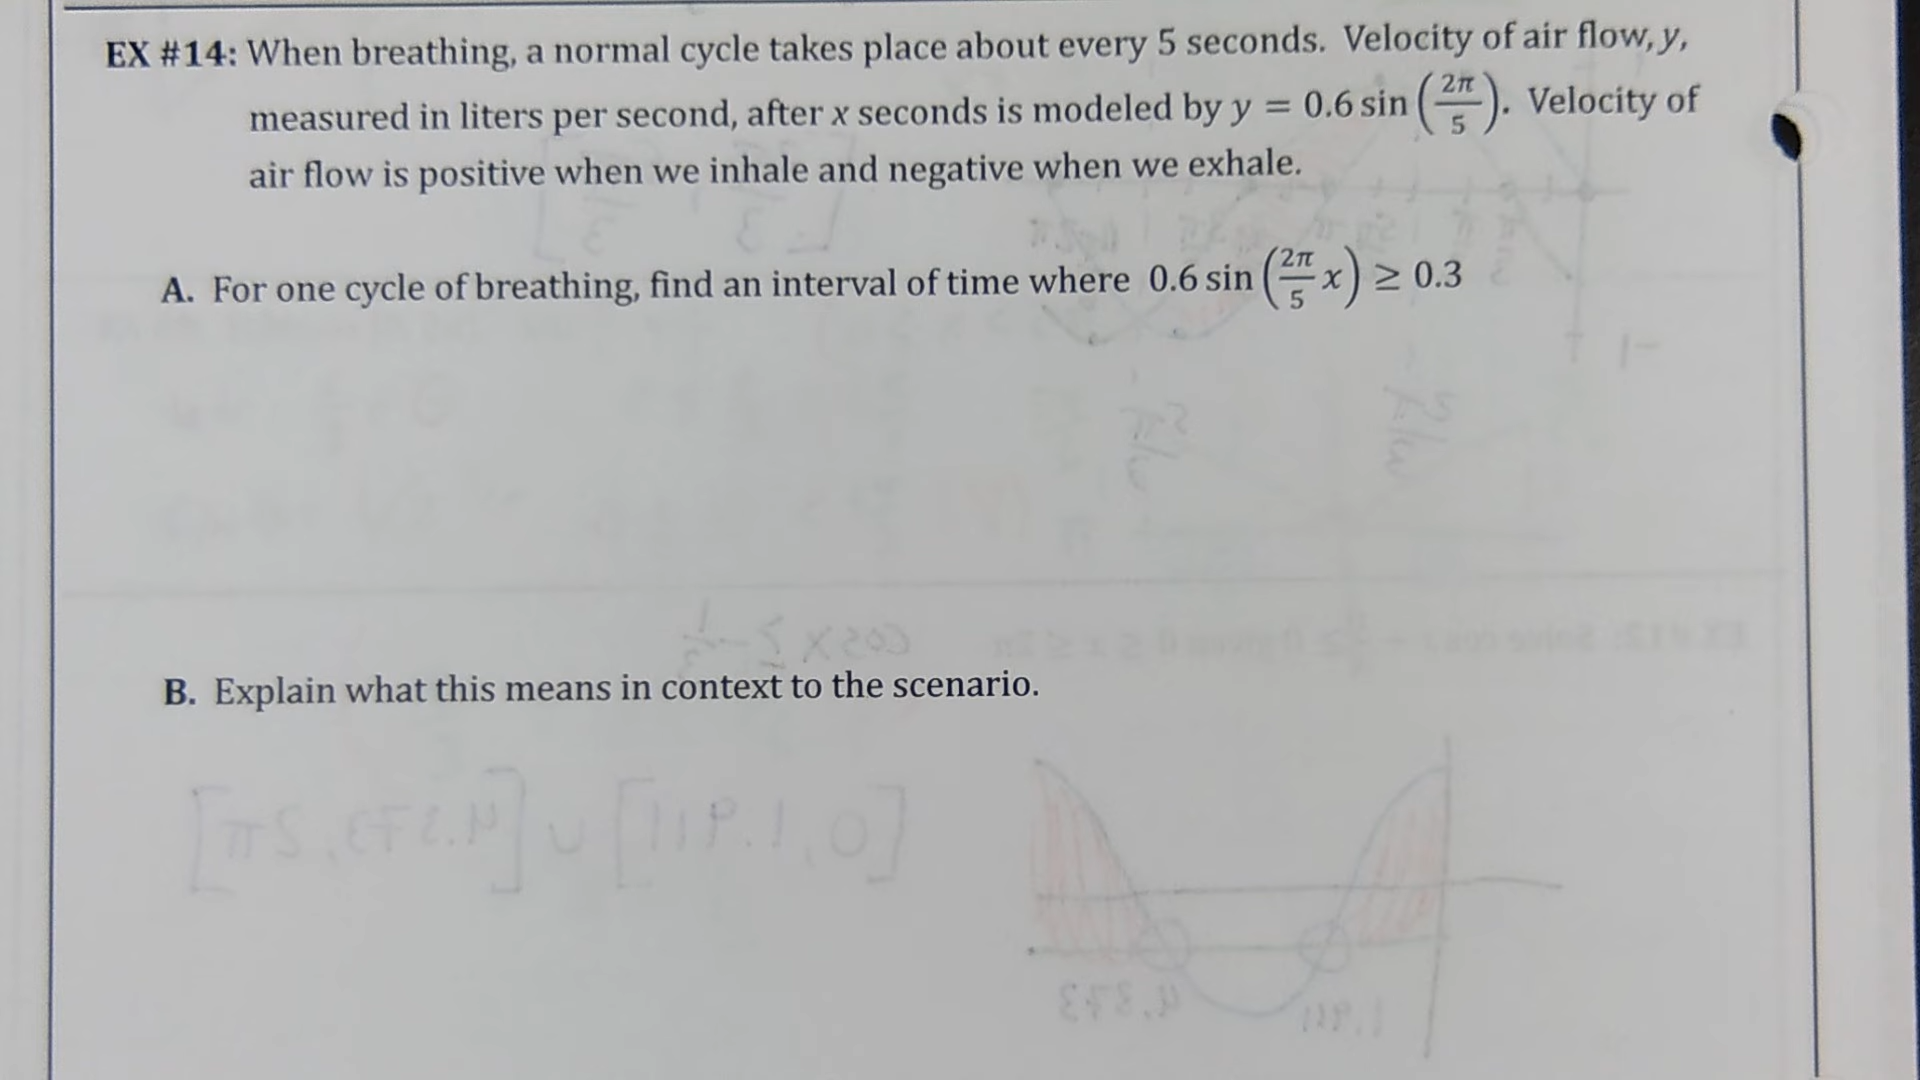 EX #14: When breathing, a normal cycle takes place about every 5 seconds. Velocity of air flow, y,
measured in liters per second, after x seconds is modeled by y = 0.6 sin (2π/5). Velocity of
air flow is positive when we inhale and negative when we exhale.
A. For one cycle of breathing, find an interval of time where 0.6 sin (2π/5 x) ≥ 0.3
B. Explain what this means in context to the scenario.